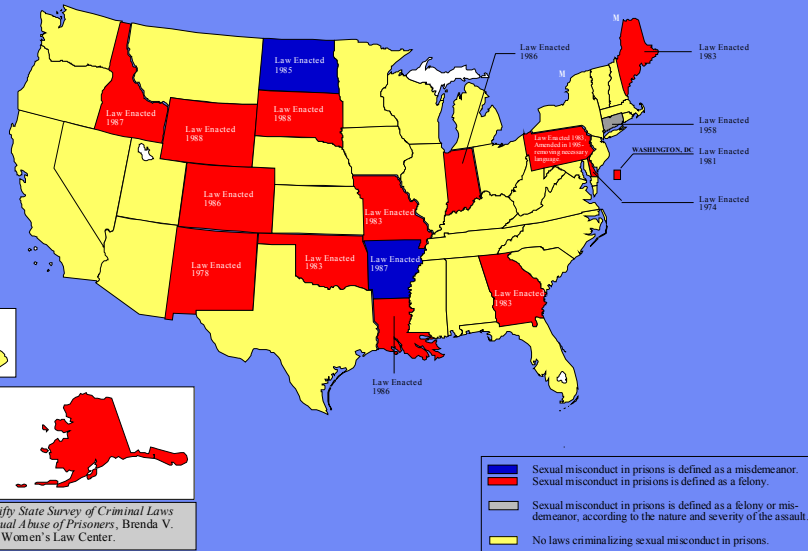 M
Law Enacted
1986
Law Enacted
1983
Law Enacted
1985
M
Law Enacted
1987
Law Enacted
1988
Law Enacted
1988
Law Enacted 1983.
Amended in 1995-
removing necessary
language.
Law Enacted
1958
WASHINGTON, DC
Law Enacted
1981
Law Enacted
1986
Law Enacted
1983
Law Enacted
1974
Law Enacted
1978
Law Enacted
1983
Law Enacted
1987
Law Enacted
1983
Law Enacted
1986
Sexual misconduct in prisons is defined as a misdemeanor.
Sexual misconduct in prisions is defined as a felony.
Sexual misconduct in prisons is defined as a felony or mis-
demeanor, according to the nature and severity of the assault.
No laws criminalizing sexual misconduct in prisons.
ifty State Survey of Criminal Laws
ual Abuse of Prisoners, Brenda V.
Women's Law Center.